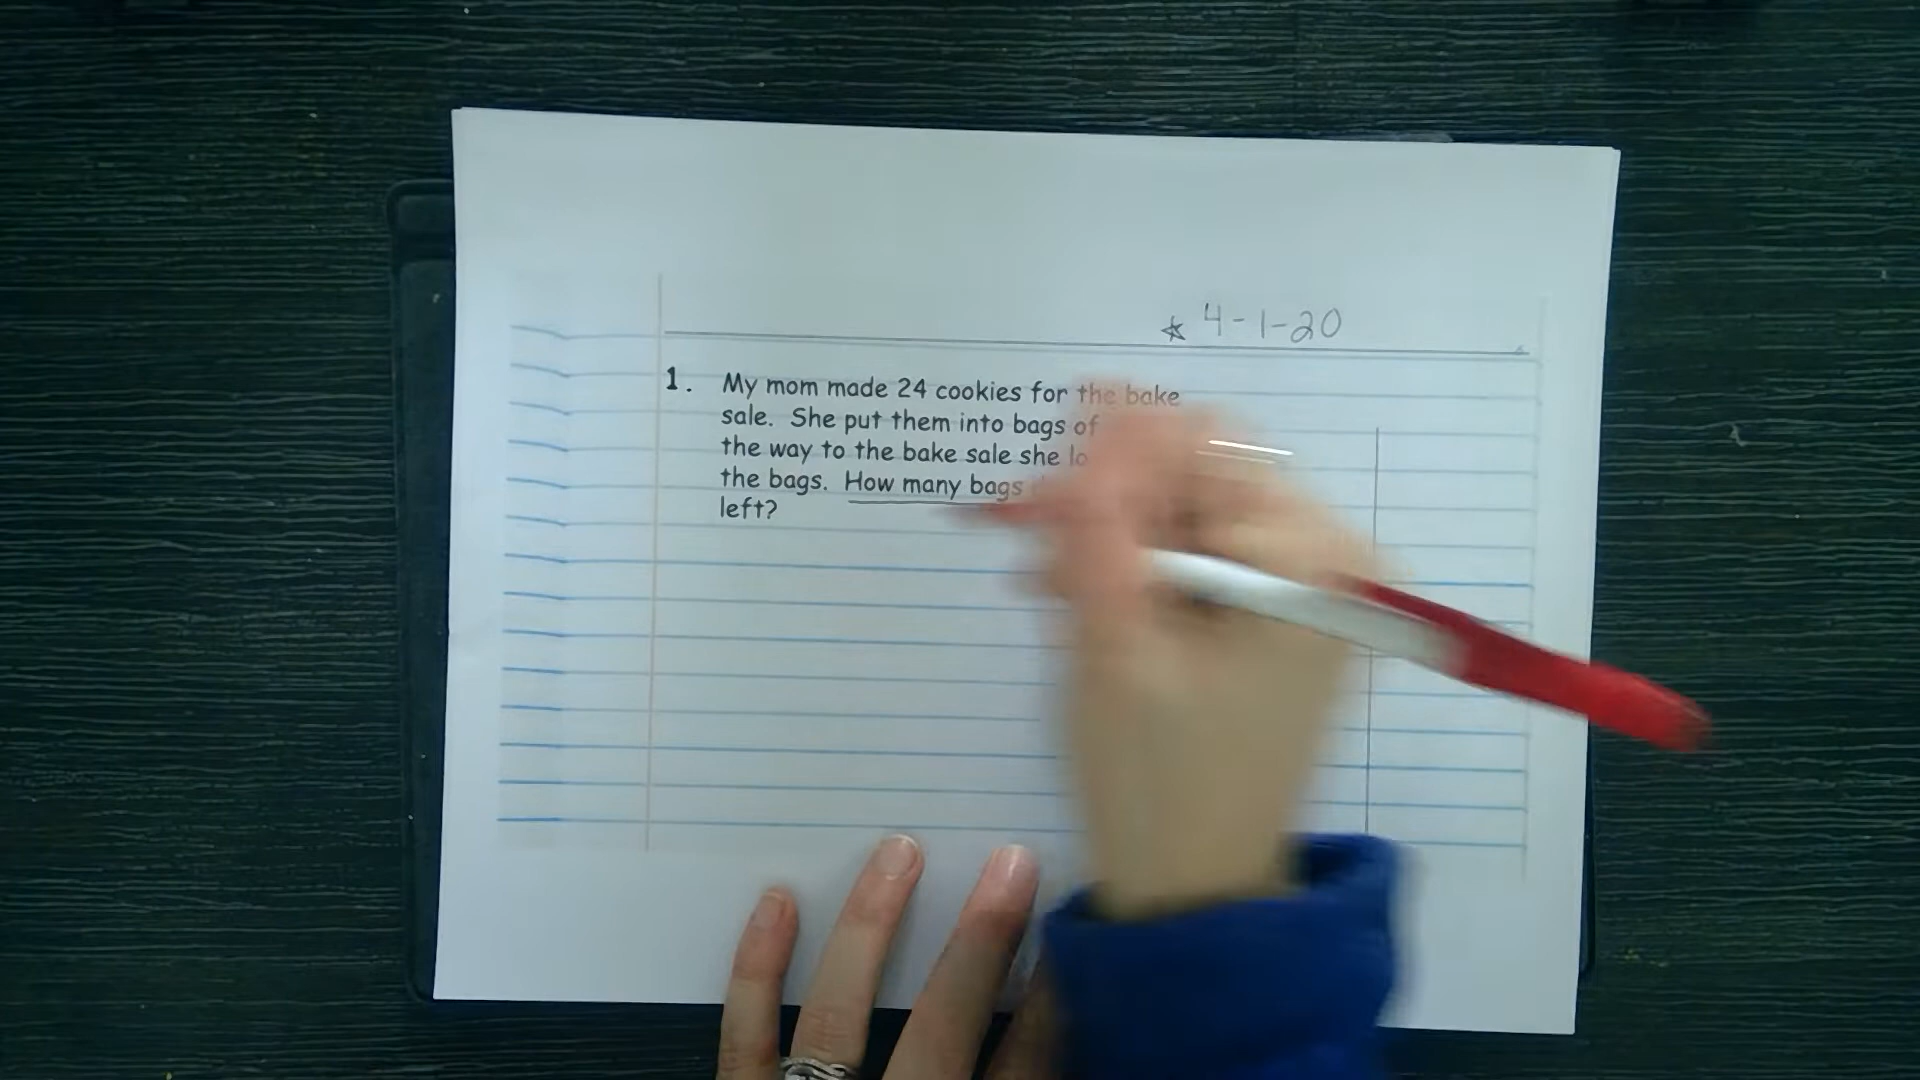 ☆ 4-1-20
1. My mom made 24 cookies for the bake
sale. She put them into bags of
the way to the bake sale she
the bags. How many bags
left?